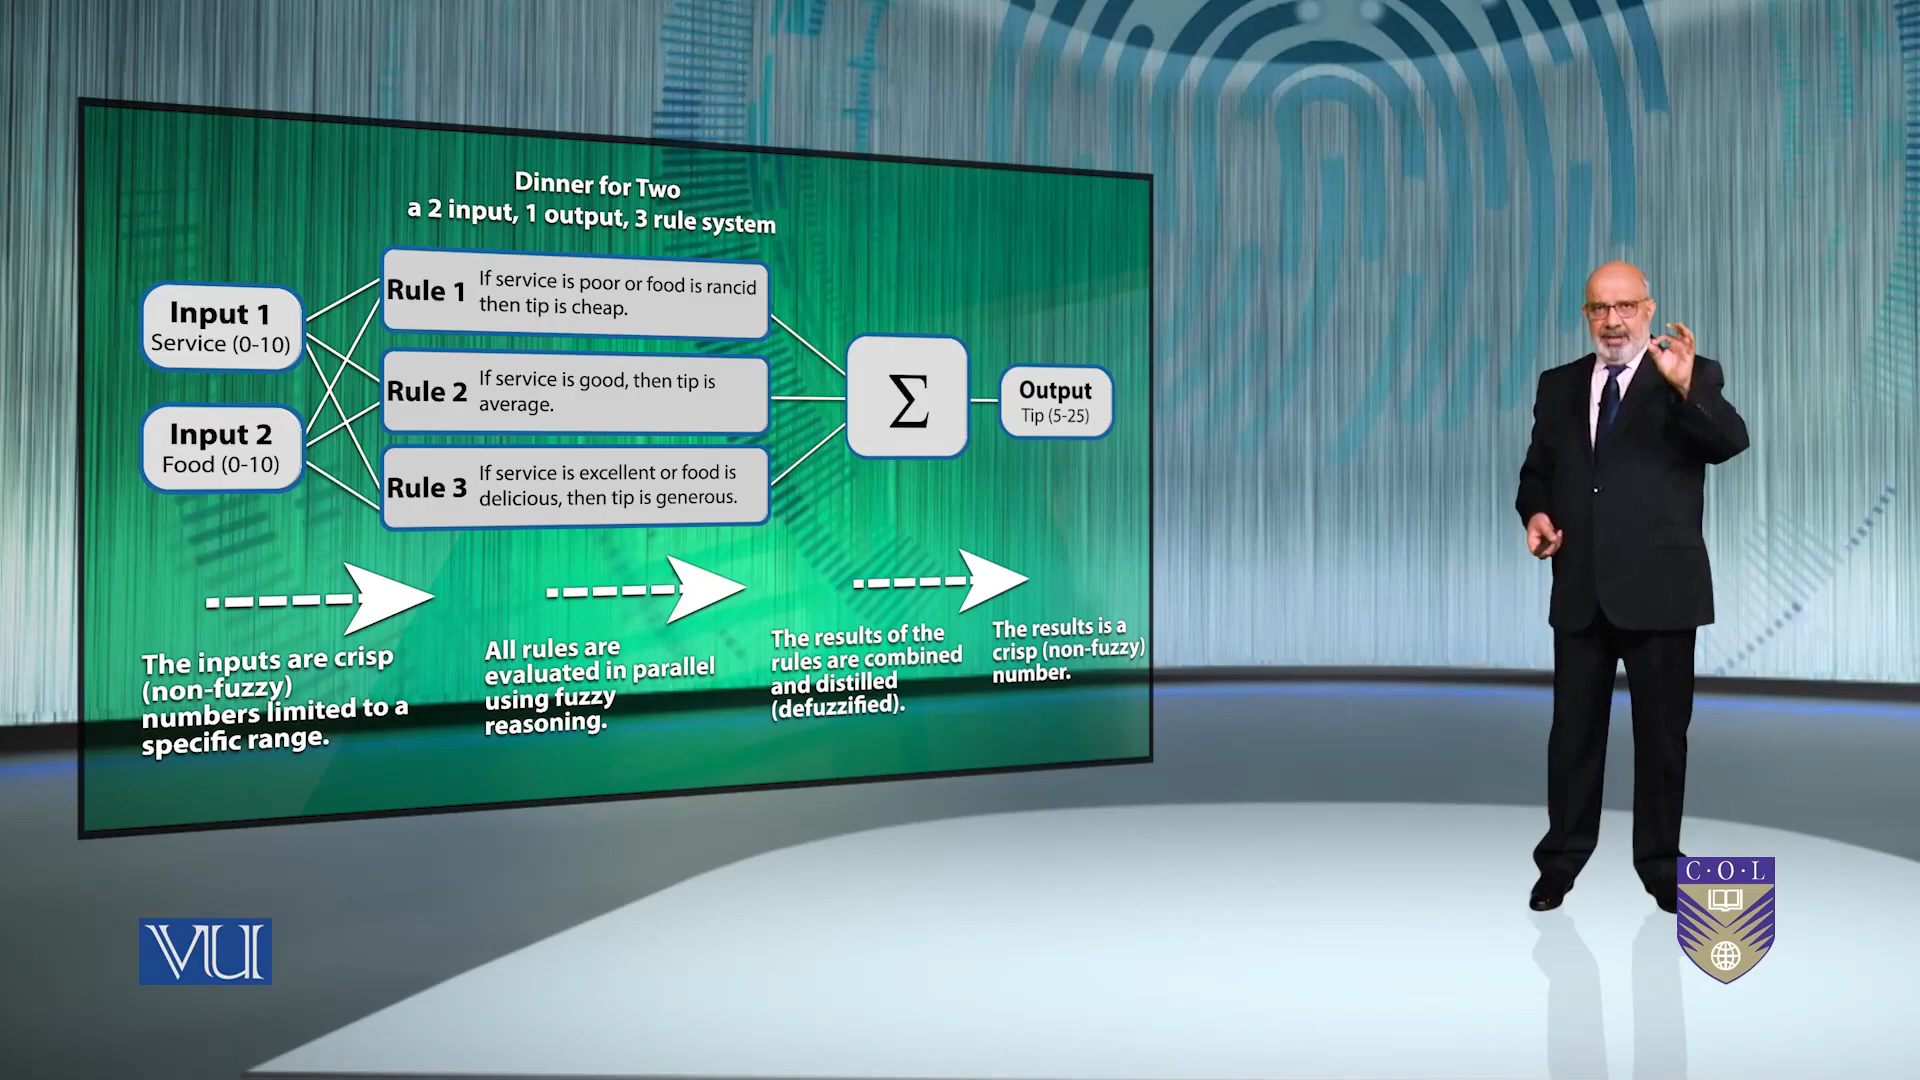 Dinner for Two
a 2 input, 1 output, 3 rule system
Input 1
Service (0-10)
Input 2
Food (0-10)
Rule 1
If service is poor or food is rancid
then tip is cheap.
Rule 2
If service is good, then tip is
average.
Rule 3
If service is excellent or food is
delicious, then tip is generous.
Σ
Output
Tip (5-25)
The inputs are crisp
(non-fuzzy)
numbers limited to a
specific range.
All rules are
evaluated in parallel
using fuzzy
reasoning.
The results of the
rules are combined
and distilled
(defuzzified).
The results is a
crisp (non-fuzzy)
number.
VU
C·O·L